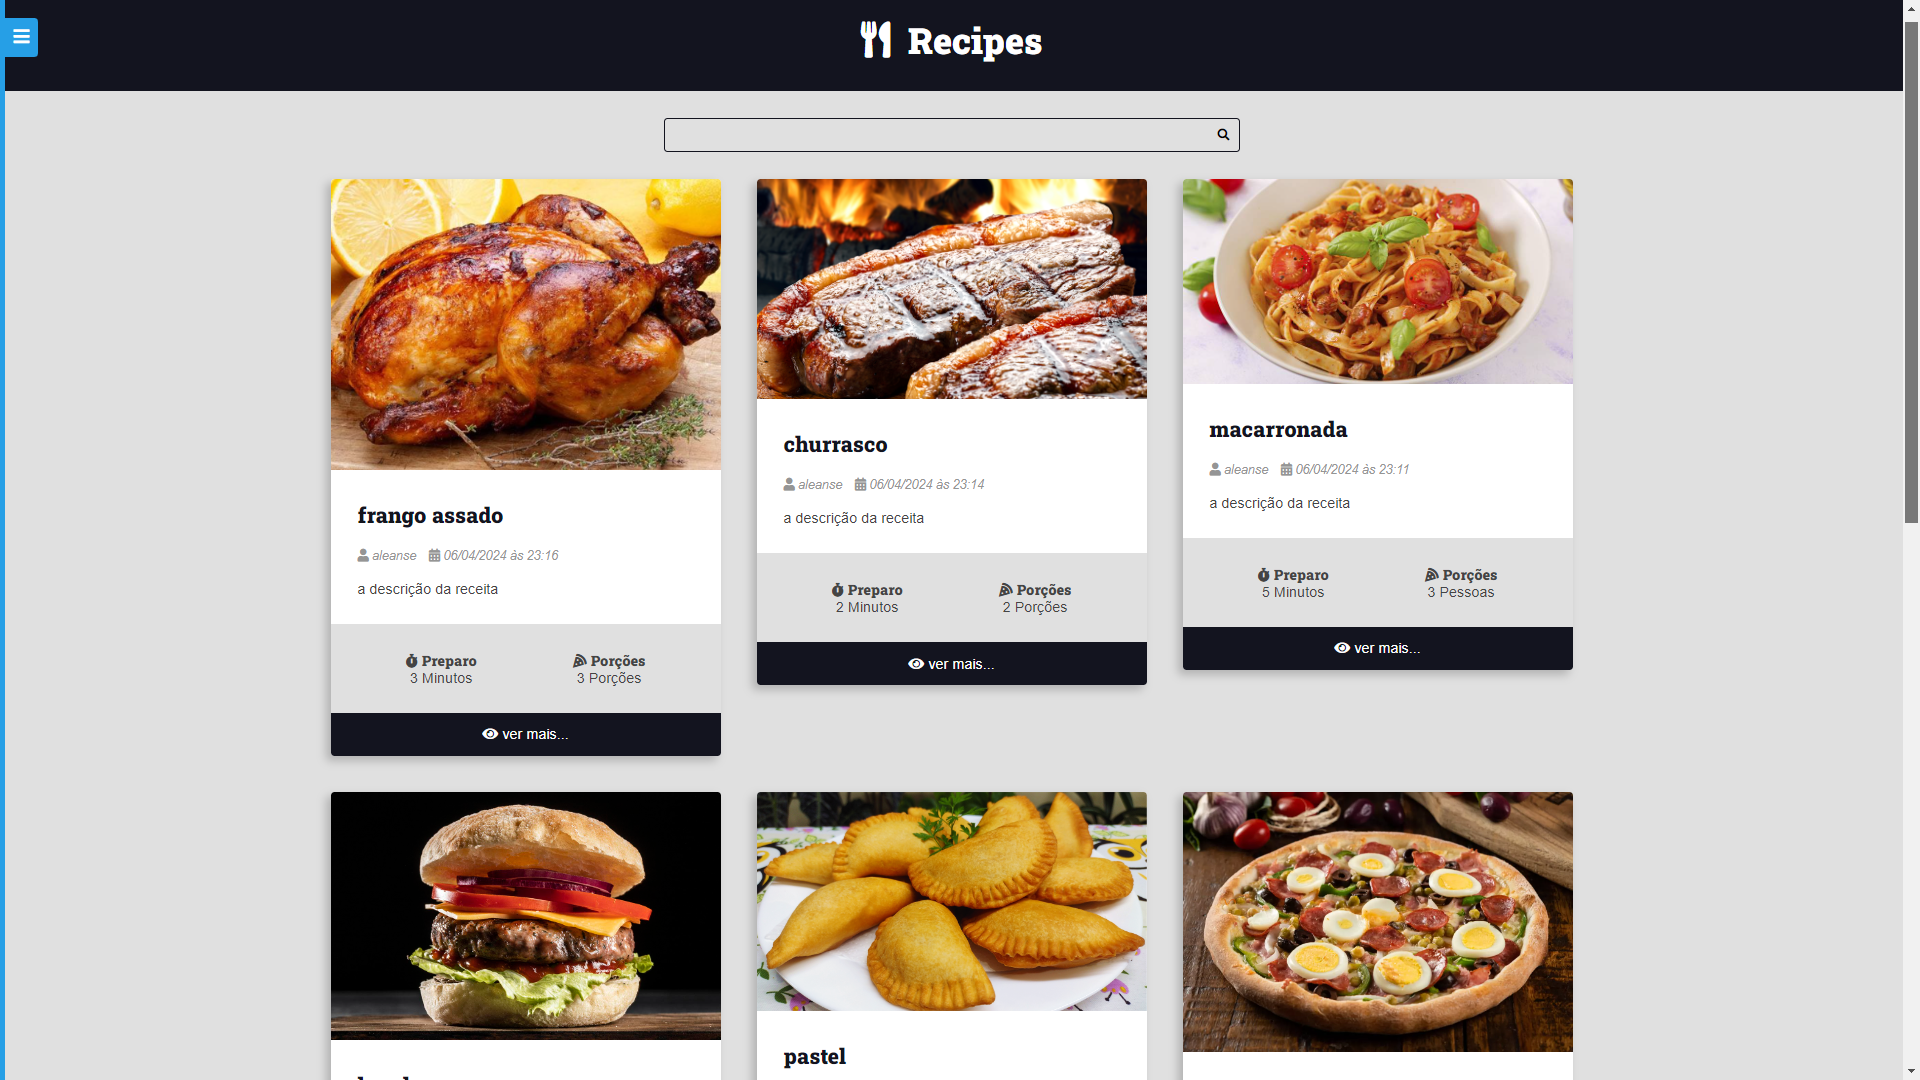 Recipes
frango assado
aleanse 06/04/2024 às 23:16
a descrição da receita
Preparo
3 Minutos
Porções
3 Porções
ver mais...
churrasco
aleanse 06/04/2024 às 23:14
a descrição da receita
Preparo
2 Minutos
Porções
2 Porções
ver mais...
macarronada
aleanse 06/04/2024 às 23:11
a descrição da receita
Preparo
5 Minutos
Porções
3 Pessoas
ver mais...
pastel